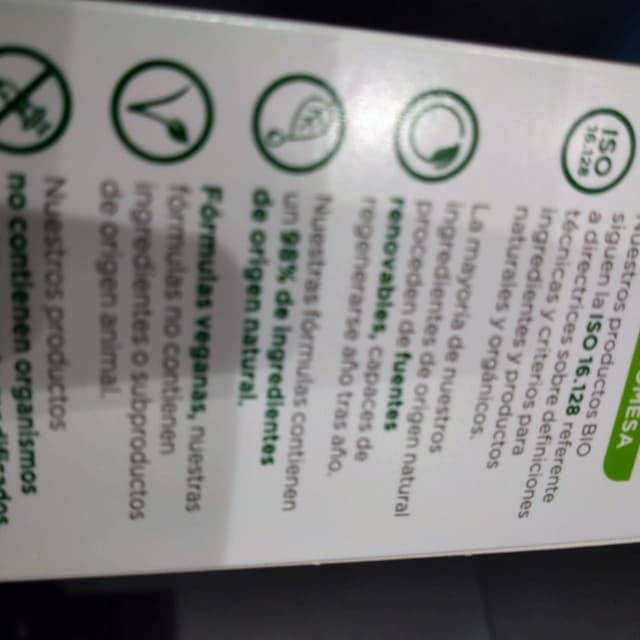 OMESA
ISO
16.128
Nuestros productos BIO
siguen la ISO 16.128 referente
a directrices sobre definiciones
técnicas y criterios para
ingredientes y productos
naturales y orgánicos.
La mayoría de nuestros
ingredientes de origen natural
proceden de fuentes
renovables, capaces de
regenerarse año tras año.
Nuestras fórmulas contienen
un 98% de ingredientes
de origen natural.
Fórmulas veganas, nuestras
fórmulas no contienen
ingredientes o subproductos
de origen animal.
Nuestros productos
no contienen organismos